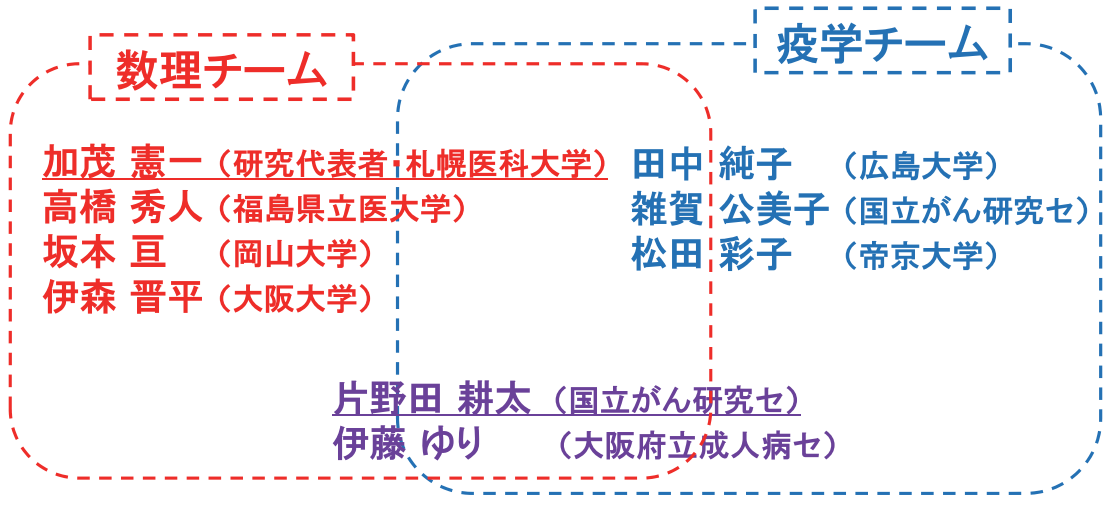 数理チーム
疫学チーム
加茂 憲一（研究代表者・札幌医科大学）
高橋 秀人（福島県立医大学）
坂本 亘 （岡山大学）
伊森 晋平（大阪大学）
田中 純子 （広島大学）
雑賀 公美子（国立がん研究セ）
松田 彩子 （帝京大学）
片野田 耕太（国立がん研究セ）
伊藤 ゆり （大阪府立成人病セ）